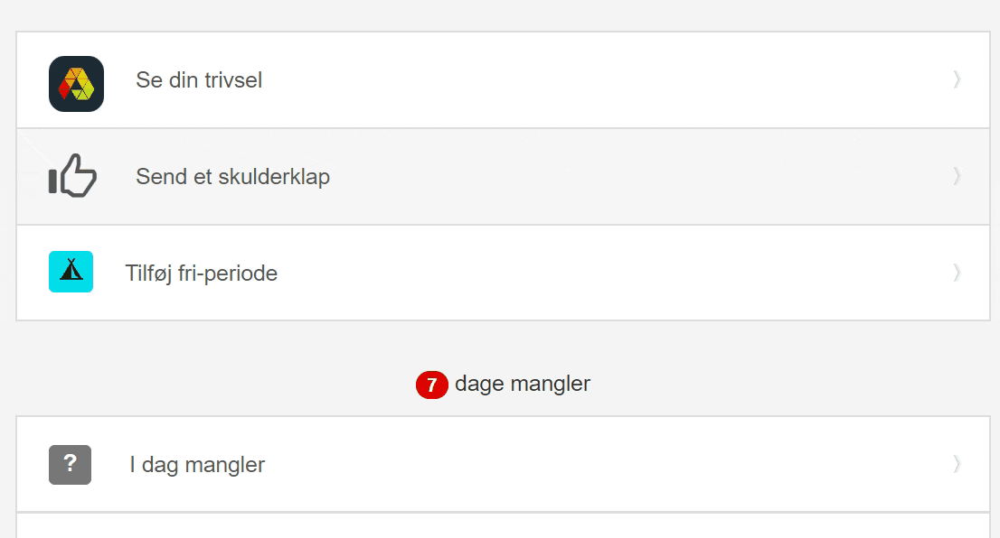 Se din trivsel
Send et skulderklap
Tilføj fri-periode
7 dage mangler
? I dag mangler